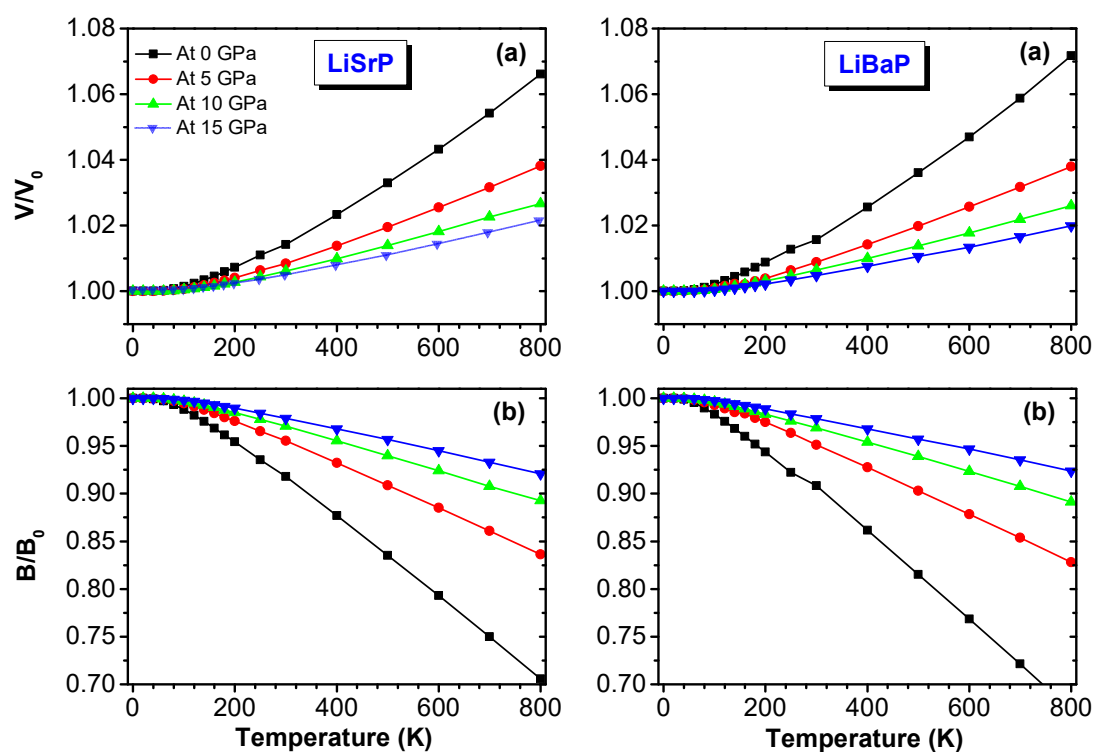 1.08
1.06
1.04
1.02
1.00
V/V0
At 0 GPa
At 5 GPa
At 10 GPa
At 15 GPa
LiSrP
(a)
0 200 400 600 800
1.08
1.06
1.04
1.02
1.00
LiBaP
(a)
0 200 400 600 800
1.00
0.95
0.90
0.85
0.80
0.75
0.70
B/B0
(b)
0 200 400 600 800
Temperature (K)
1.00
0.95
0.90
0.85
0.80
0.75
0.70
(b)
0 200 400 600 800
Temperature (K)